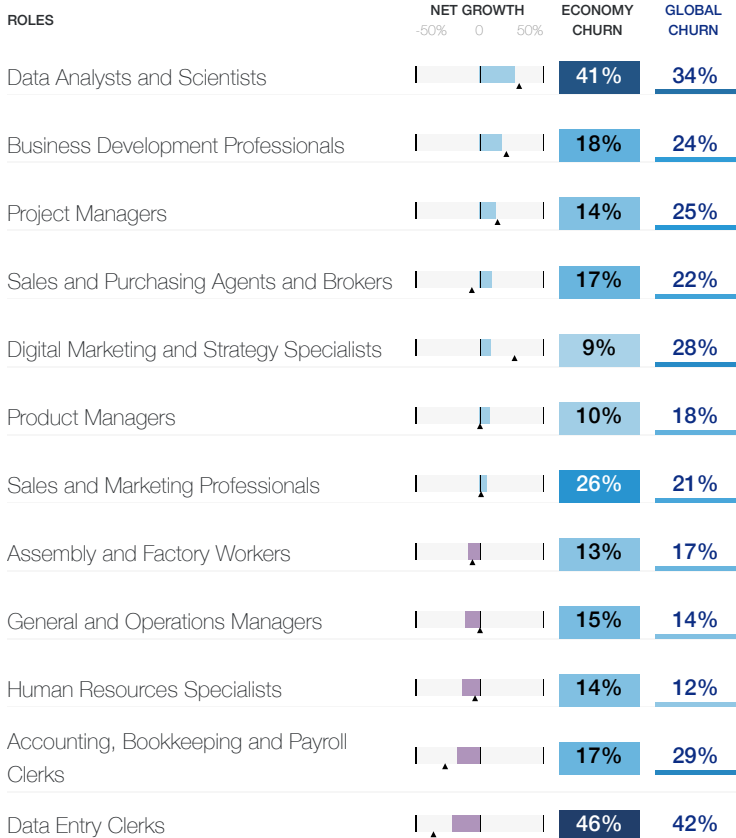 ROLES NET GROWTH ECONOMY CHURN GLOBAL CHURN
-50% 0 50%
Data Analysts and Scientists 41% 34%
Business Development Professionals 18% 24%
Project Managers 14% 25%
Sales and Purchasing Agents and Brokers 17% 22%
Digital Marketing and Strategy Specialists 9% 28%
Product Managers 10% 18%
Sales and Marketing Professionals 26% 21%
Assembly and Factory Workers 13% 17%
General and Operations Managers 15% 14%
Human Resources Specialists 14% 12%
Accounting, Bookkeeping and Payroll
Clerks 17% 29%
Data Entry Clerks 46% 42%